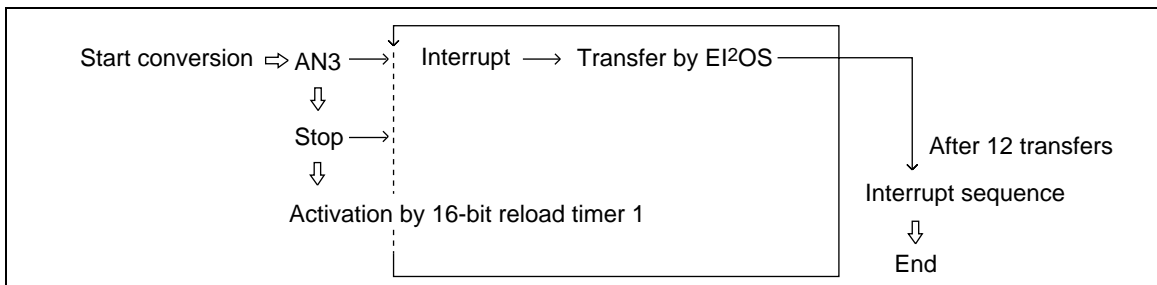 Start conversion ⇨ AN3 → Interrupt → Transfer by EI²OS
Stop
After 12 transfers
Interrupt sequence
Activation by 16-bit reload timer 1
End